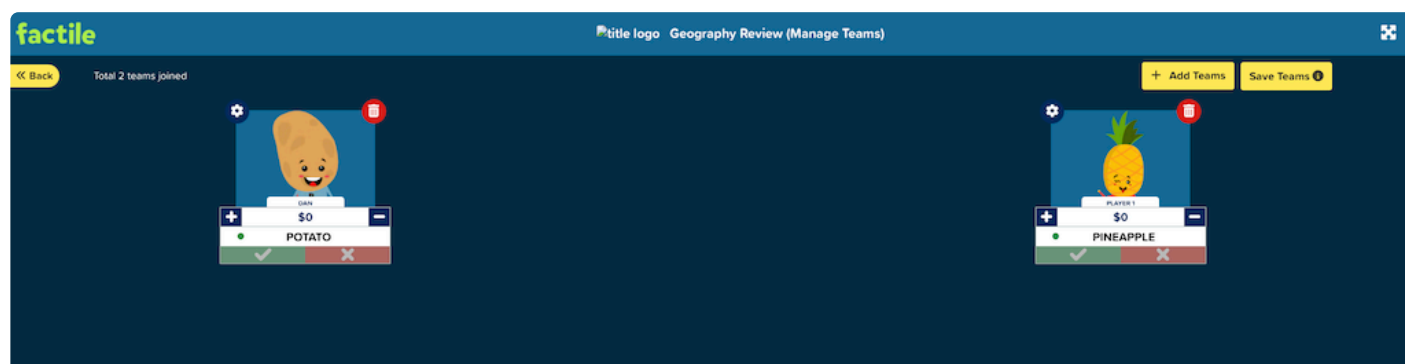 factile
title logo Geography Review (Manage Teams)
Back
Total 2 teams joined
+ Add Teams
Save Teams
DAN
+ $0 −
POTATO
PLAYER 1
+ $0 −
PINEAPPLE